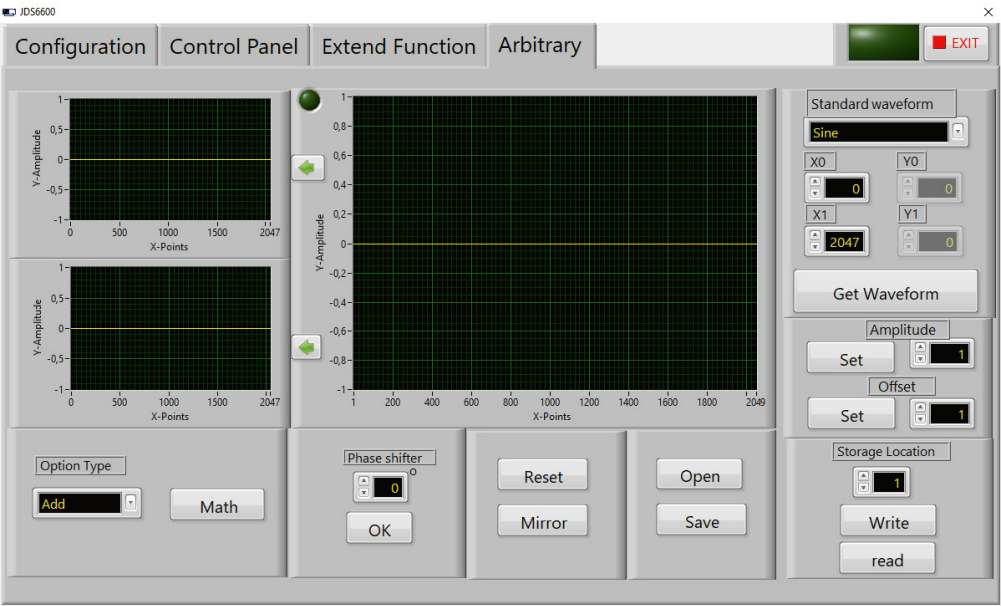 JDS6600
Configuration
Control Panel
Extend Function
Arbitrary
EXIT
1
0,5
0
-0,5
-1
Y-Amplitude
0 500 1000 1500 2047
X-Points
1
0,5
0
-0,5
-1
Y-Amplitude
0 500 1000 1500 2047
X-Points
1
0,8
0,6
0,4
0,2
0
-0,2
-0,4
-0,6
-0,8
-1
Y-Amplitude
1 200 400 600 800 1000 1200 1400 1600 1800 2049
X-Points
Standard waveform
Sine
X0 Y0
0 0
X1 Y1
2047 0
Get Waveform
Amplitude
Set 1
Offset
Set 1
Option Type
Add
Math
Phase shifter
o
0
OK
Reset
Mirror
Open
Save
Storage Location
1
Write
read